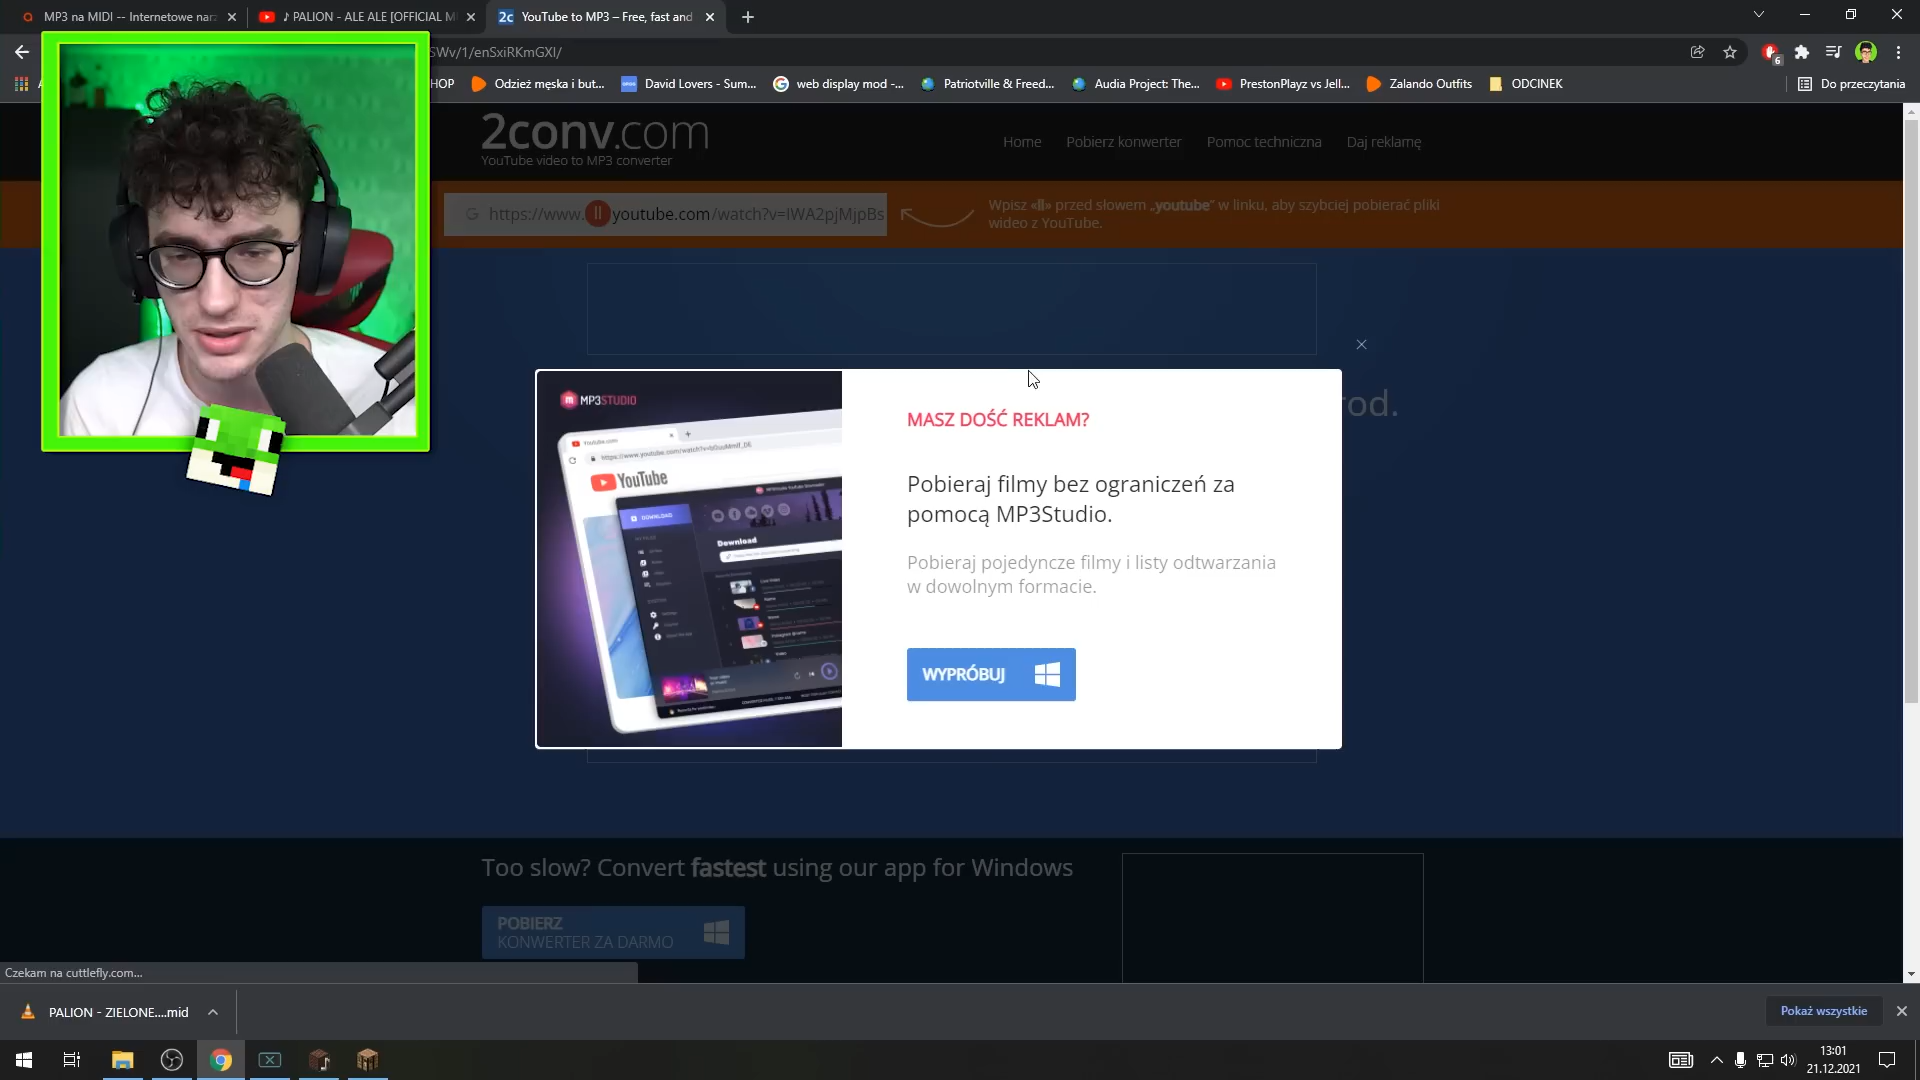 MP3 na MIDI -- Internetowe narz
PALION - ALE ALE [OFFICIAL M
2c YouTube to MP3 – Free, fast and
SWv/1/enSxiRKmGXI/
6
HOP
Odzież męska i but...
David Lovers - Sum...
web display mod -...
Patriotville & Freed...
Audia Project: The...
PrestonPlayz vs Jell...
Zalando Outfits
ODCINEK
Do przeczytania
2conv.com
YouTube video to MP3 converter
Home
Pobierz konwerter
Pomoc techniczna
Daj reklamę
https://www.llyoutube.com/watch?v=IWA2pjMjpBs
Wpisz «ll» przed słowem „youtube” w linku, aby szybciej pobierać pliki
wideo z YouTube.
rod.
MP3STUDIO
YouTube
DOWNLOAD
Download
MASZ DOŚĆ REKLAM?
Pobieraj filmy bez ograniczeń za
pomocą MP3Studio.
Pobieraj pojedyncze filmy i listy odtwarzania
w dowolnym formacie.
WYPRÓBUJ
Too slow? Convert fastest using our app for Windows
POBIERZ
KONWERTER ZA DARMO
Czekam na cuttlefly.com...
PALION - ZIELONE....mid
Pokaż wszystkie
13:01
21.12.2021